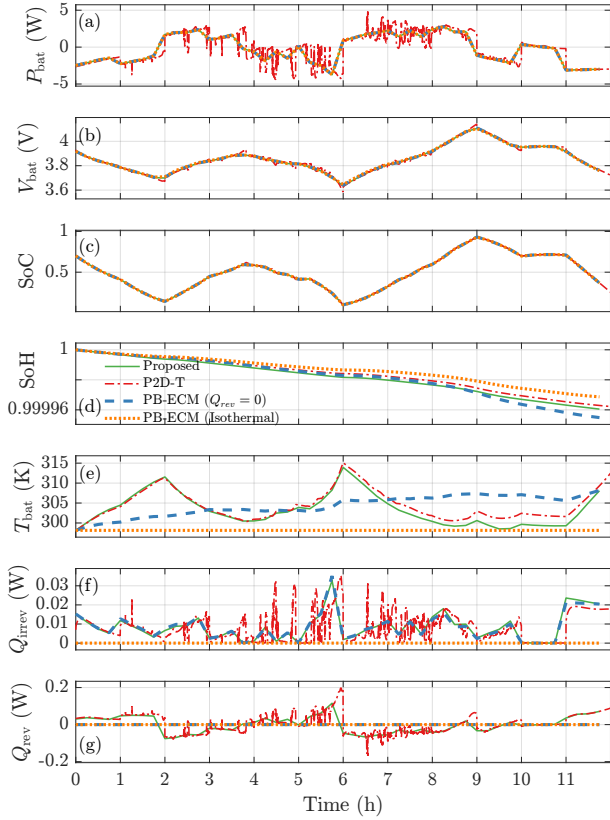 (a)
P_bat (W)
5
0
-5
(b)
V_bat (V)
4
3.8
3.6
(c)
SoC
1
0.5
SoH
1
0.99996
(d)
Proposed
P2D-T
PB-ECM (Q_rev = 0)
PB-ECM (Isothermal)
(e)
T_bat (K)
315
310
305
300
(f)
Q_irrev (W)
0.03
0.02
0.01
0
Q_rev (W)
0.2
0
-0.2
(g)
0 1 2 3 4 5 6 7 8 9 10 11
Time (h)